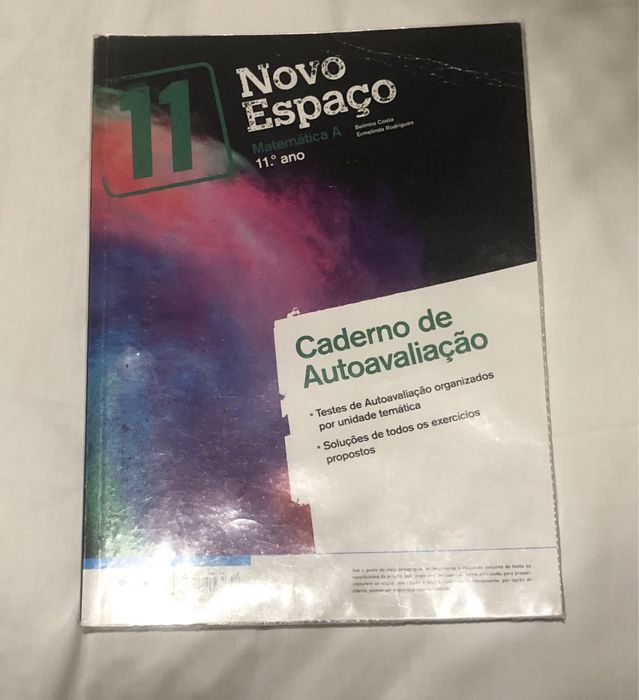 11
Novo
Espaço
Matemática A
11.º ano
Belmiro Costa
Ermelinda Rodrigues
Caderno de
Autoavaliação
• Testes de Autoavaliação organizados
por unidade temática
• Soluções de todos os exercícios
propostos